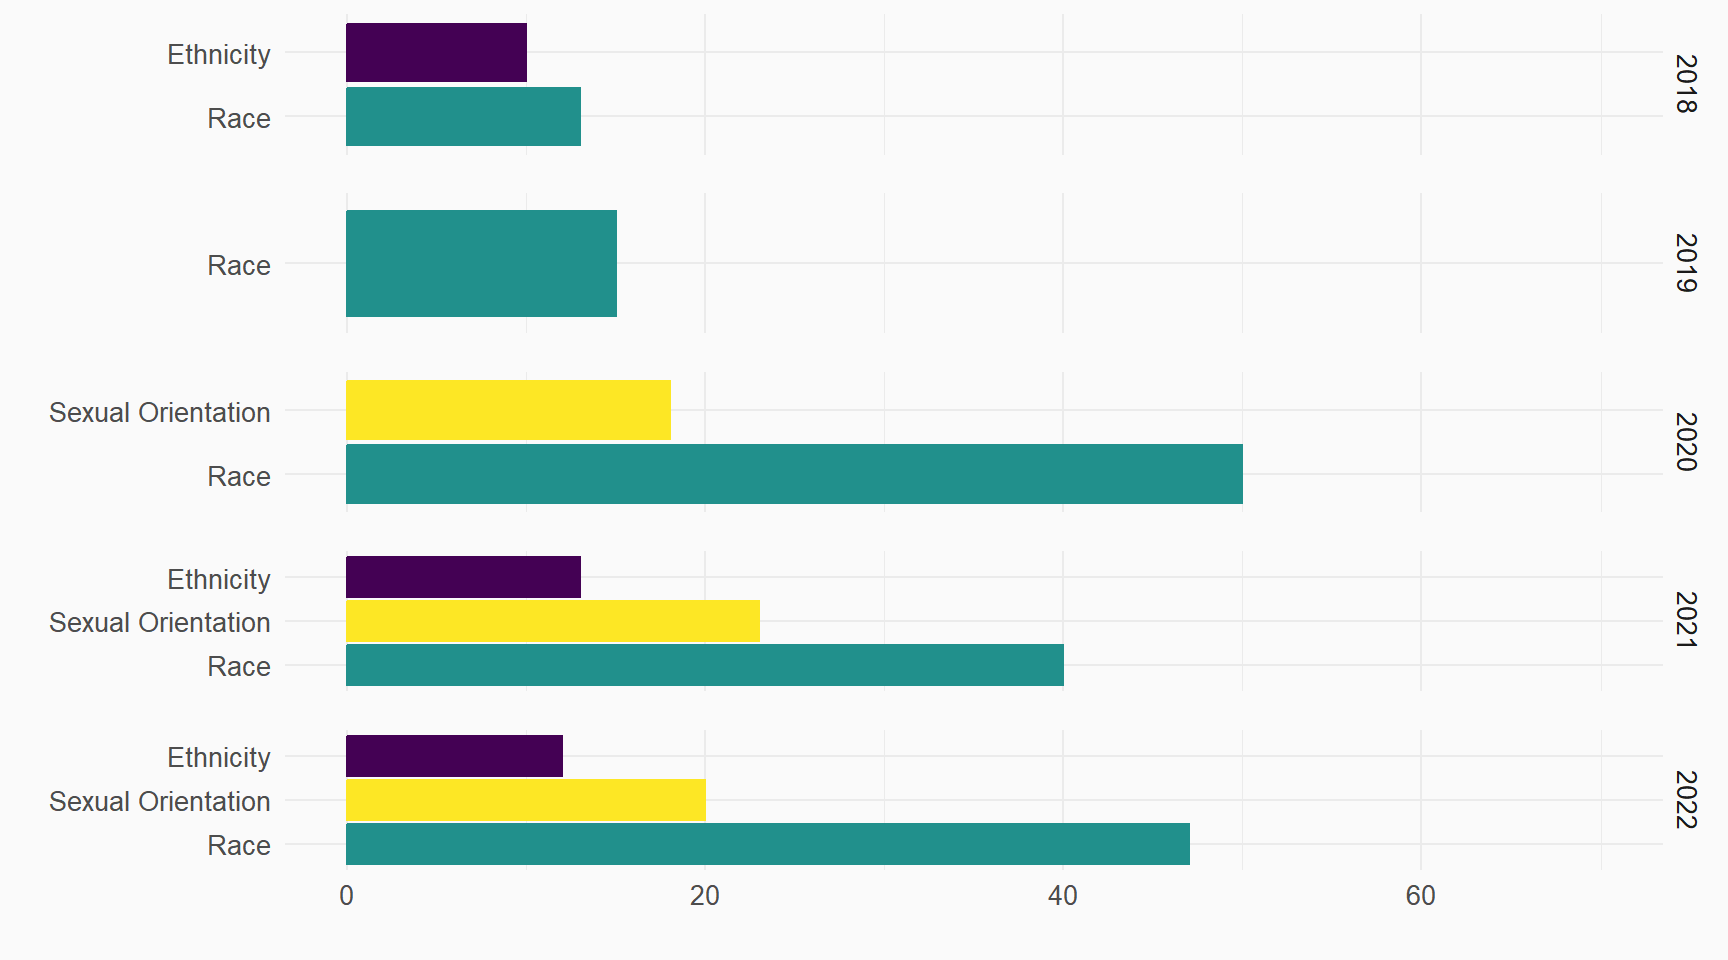 Ethnicity
Race
2018
Race
2019
Sexual Orientation
Race
2020
Ethnicity
Sexual Orientation
Race
2021
Ethnicity
Sexual Orientation
Race
2022
0 20 40 60